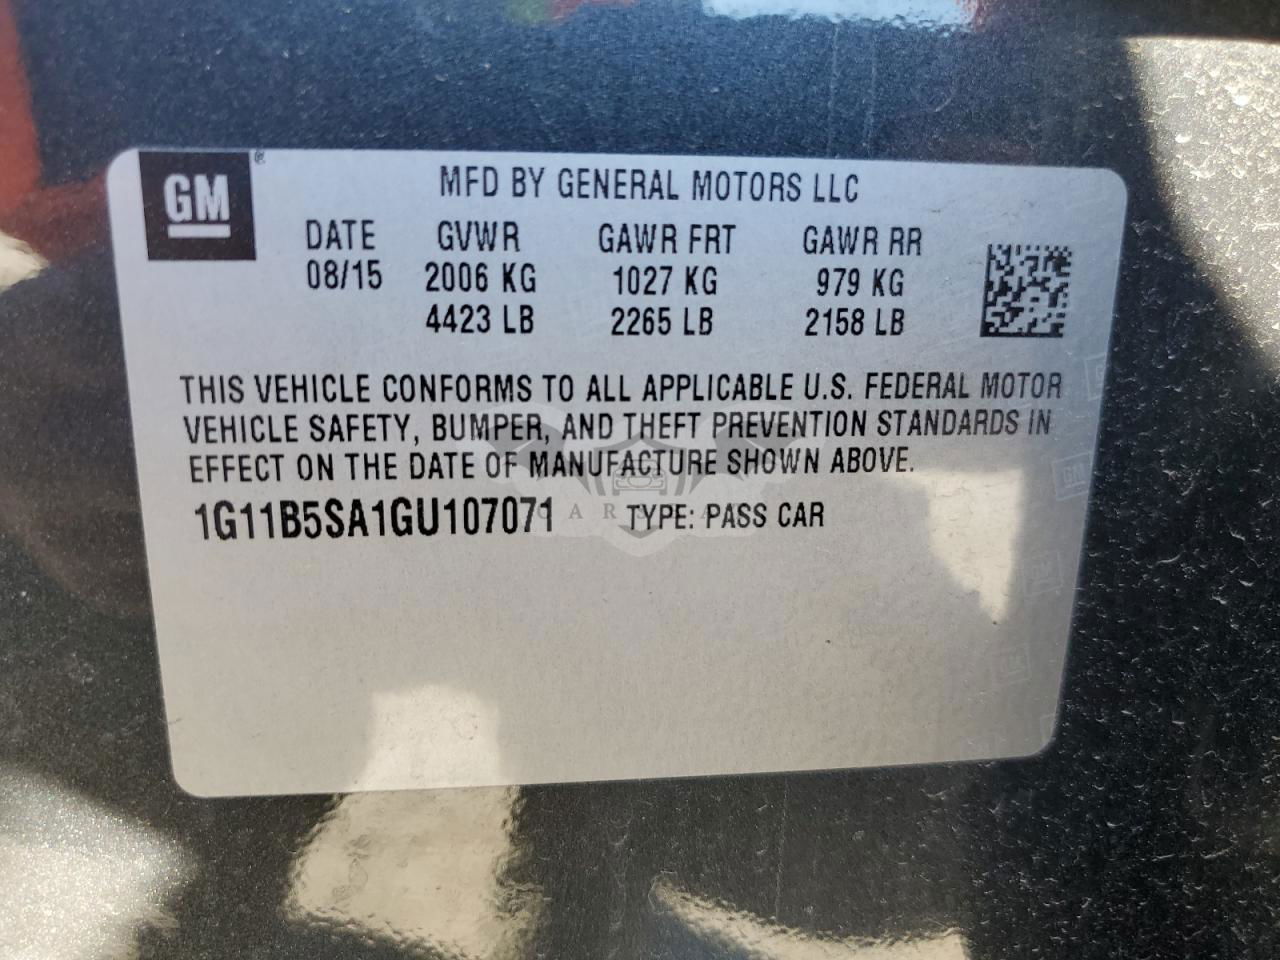 GM ®
MFD BY GENERAL MOTORS LLC
DATE GVWR GAWR FRT GAWR RR
08/15 2006 KG 1027 KG 979 KG
4423 LB 2265 LB 2158 LB
THIS VEHICLE CONFORMS TO ALL APPLICABLE U.S. FEDERAL MOTOR
VEHICLE SAFETY, BUMPER, AND THEFT PREVENTION STANDARDS IN
EFFECT ON THE DATE OF MANUFACTURE SHOWN ABOVE.
1G11B5SA1GU107071 TYPE: PASS CAR